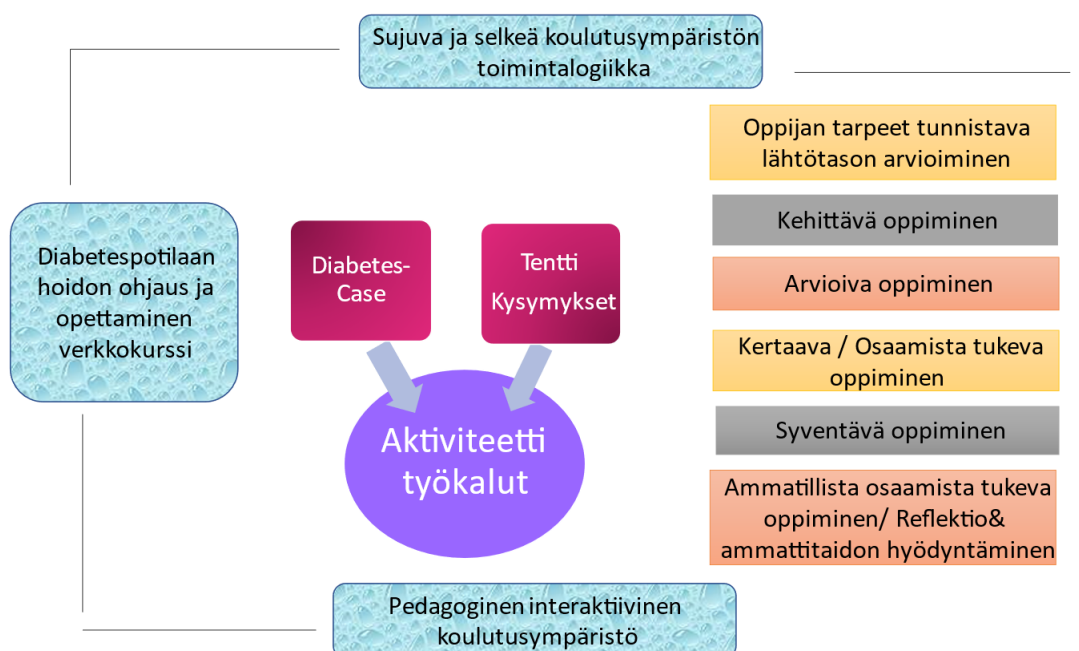 Sujuva ja selkeä koulutusympäristön
toimintalogiikka
Diabetespotilaan
hoidon ohjaus ja
opettaminen
verkkokurssi
Diabetes-
Case
Tentti
Kysymykset
Aktiviteetti
työkalut
Oppijan tarpeet tunnistava
lähtötason arvioiminen
Kehittävä oppiminen
Arvioiva oppiminen
Kertaava / Osaamista tukeva
oppiminen
Syventävä oppiminen
Ammatillista osaamista tukeva
oppiminen/ Reflektio&
ammattitaidon hyödyntäminen
Pedagoginen interaktiivinen
koulutusympäristö